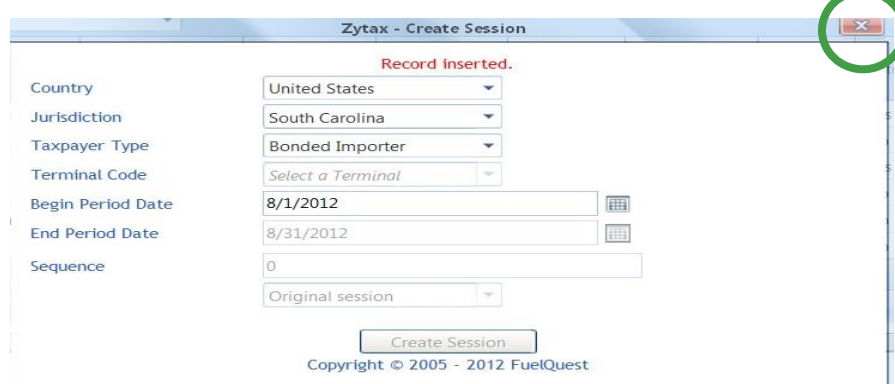 Zytax - Create Session
Record inserted.
Country United States
Jurisdiction South Carolina
Taxpayer Type Bonded Importer
Terminal Code Select a Terminal
Begin Period Date 8/1/2012
End Period Date 8/31/2012
Sequence 0
Original session
Create Session
Copyright © 2005 - 2012 FuelQuest